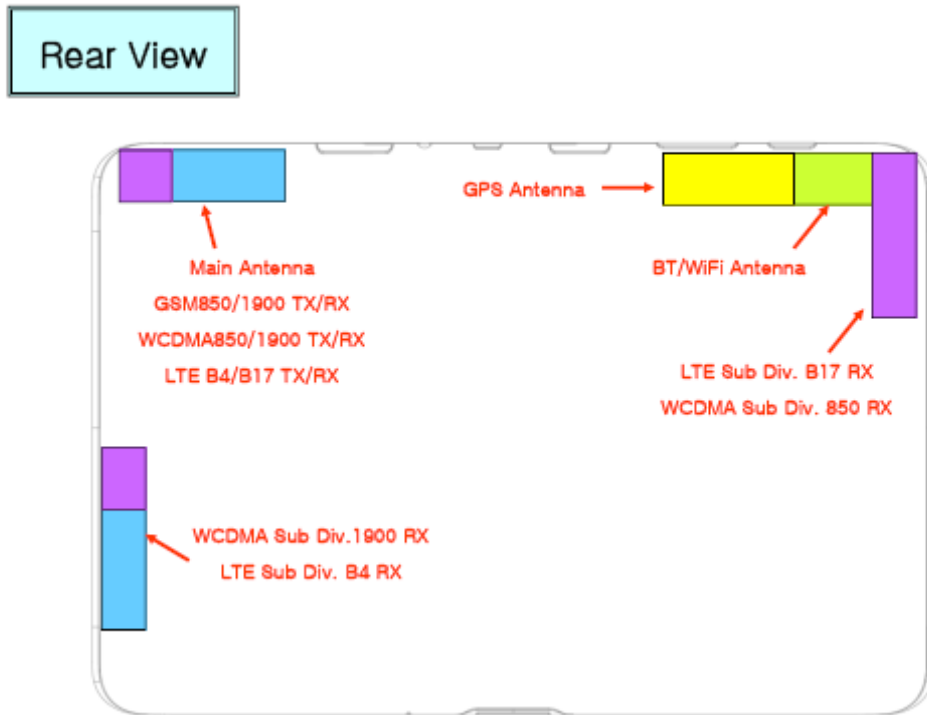 Rear View
GPS Antenna
Main Antenna
GSM850/1900 TX/RX
WCDMA850/1900 TX/RX
LTE B4/B17 TX/RX
BT/WiFi Antenna
LTE Sub Div. B17 RX
WCDMA Sub Div. 850 RX
WCDMA Sub Div.1900 RX
LTE Sub Div. B4 RX